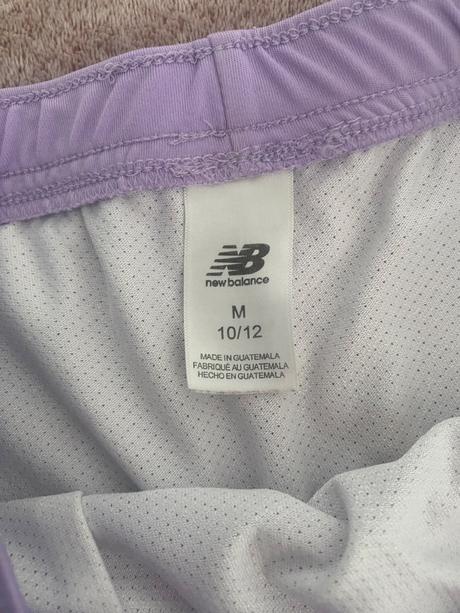 NB
new balance
M
10/12
MADE IN GUATEMALA
FABRIQUÉ AU GUATEMALA
HECHO EN GUATEMALA